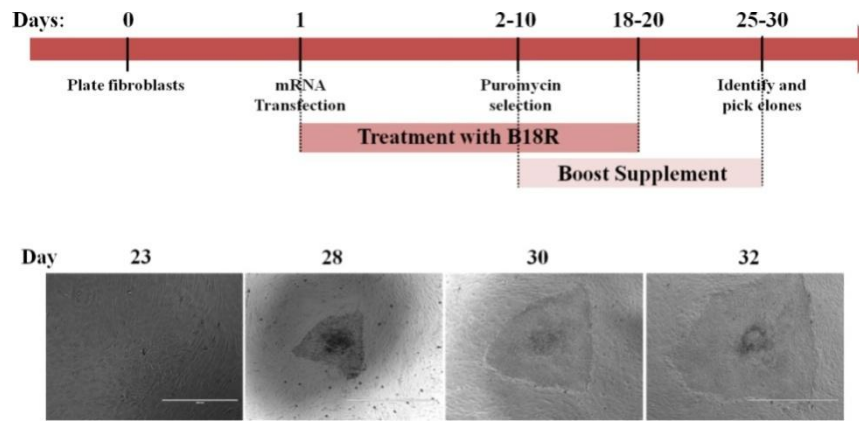 Days: 0 1 2-10 18-20 25-30
Plate fibroblasts mRNA Puromycin Identify and
Transfection selection pick clones
Treatment with B18R
Boost Supplement
Day 23 28 30 32